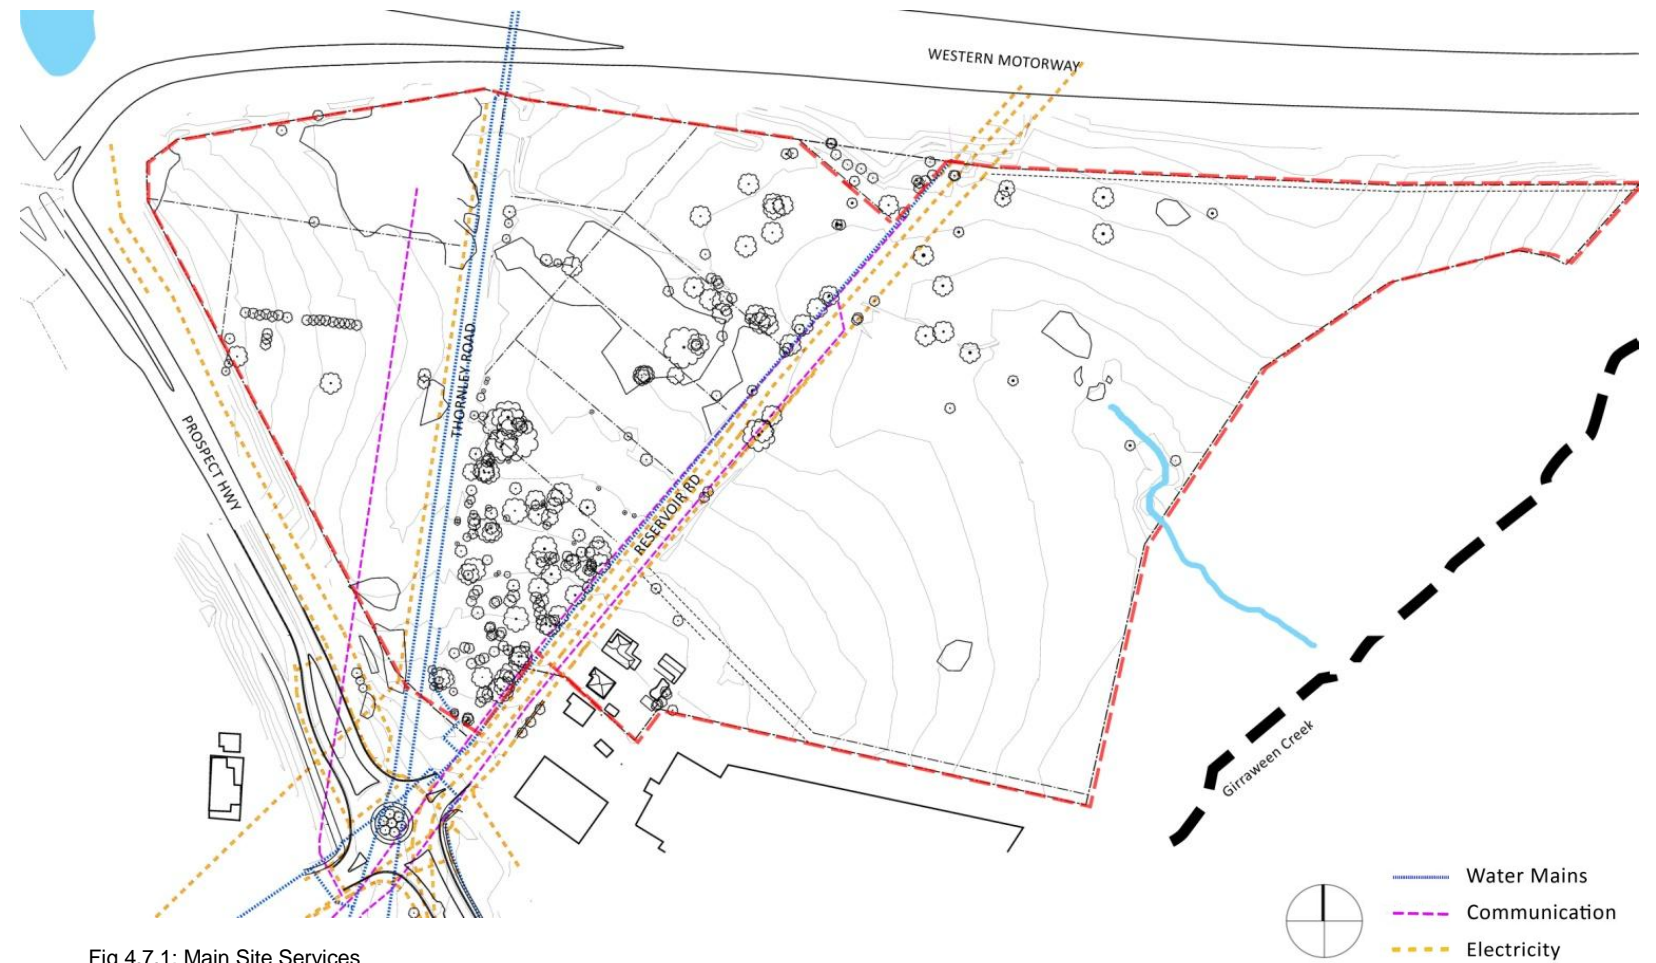 WESTERN MOTORWAY
THORNLEY ROAD
PROSPECT HWY
RESERVOIR RD
Girraween Creek
Water Mains
Communication
Electricity
Fig 4.7.1: Main Site Services